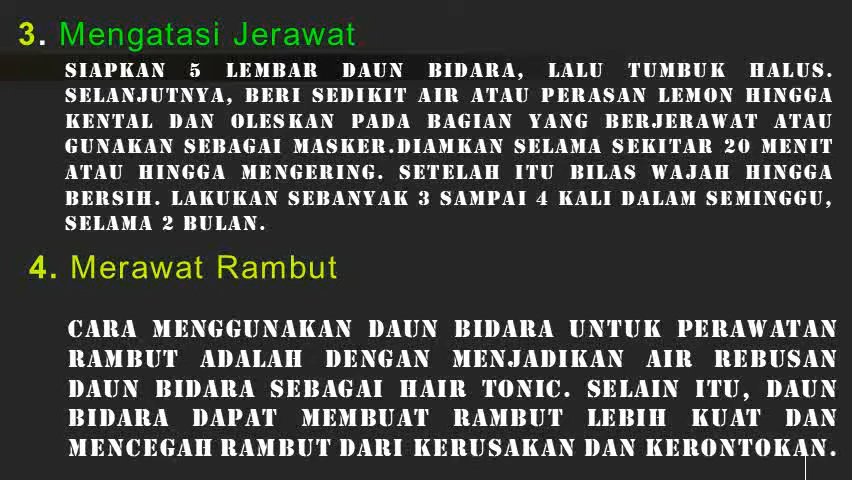 3. Mengatasi Jerawat
SIAPKAN 5 LEMBAR DAUN BIDARA, LALU TUMBUK HALUS.
SELANJUTNYA, BERI SEDIKIT AIR ATAU PERASAN LEMON HINGGA
KENTAL DAN OLESKAN PADA BAGIAN YANG BERJERAWAT ATAU
GUNAKAN SEBAGAI MASKER.DIAMKAN SELAMA SEKITAR 20 MENIT
ATAU HINGGA MENGERING. SETELAH ITU BILAS WAJAH HINGGA
BERSIH. LAKUKAN SEBANYAK 3 SAMPAI 4 KALI DALAM SEMINGGU,
SELAMA 2 BULAN.
4. Merawat Rambut
CARA MENGGUNAKAN DAUN BIDARA UNTUK PERAWATAN
RAMBUT ADALAH DENGAN MENJADIKAN AIR REBUSAN
DAUN BIDARA SEBAGAI HAIR TONIC. SELAIN ITU, DAUN
BIDARA DAPAT MEMBUAT RAMBUT LEBIH KUAT DAN
MENCEGAH RAMBUT DARI KERUSAKAN DAN KERONTOKAN.